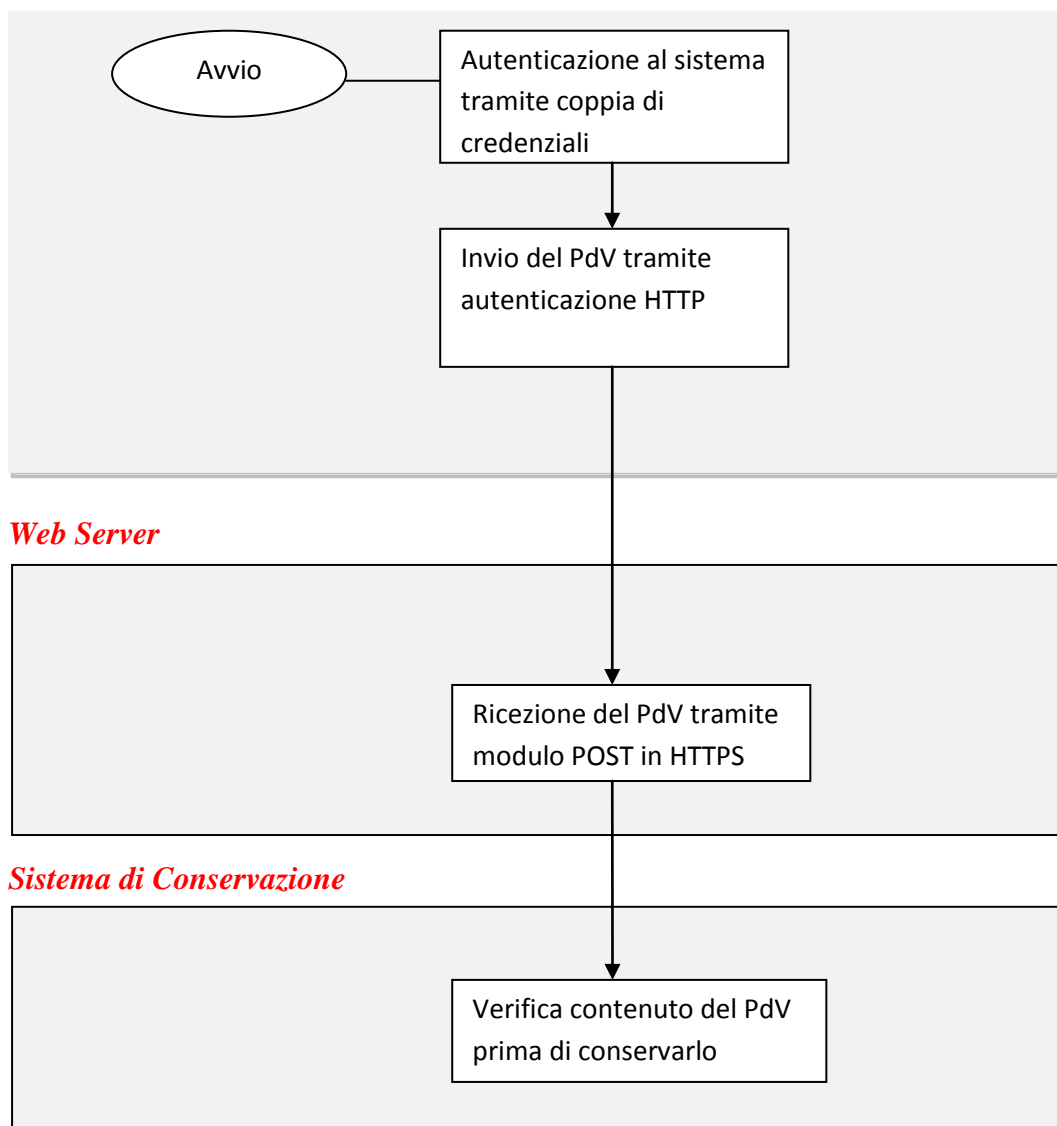 Avvio
Autenticazione al sistema
tramite coppia di
credenziali
Invio del PdV tramite
autenticazione HTTP
Web Server
Ricezione del PdV tramite
modulo POST in HTTPS
Sistema di Conservazione
Verifica contenuto del PdV
prima di conservarlo